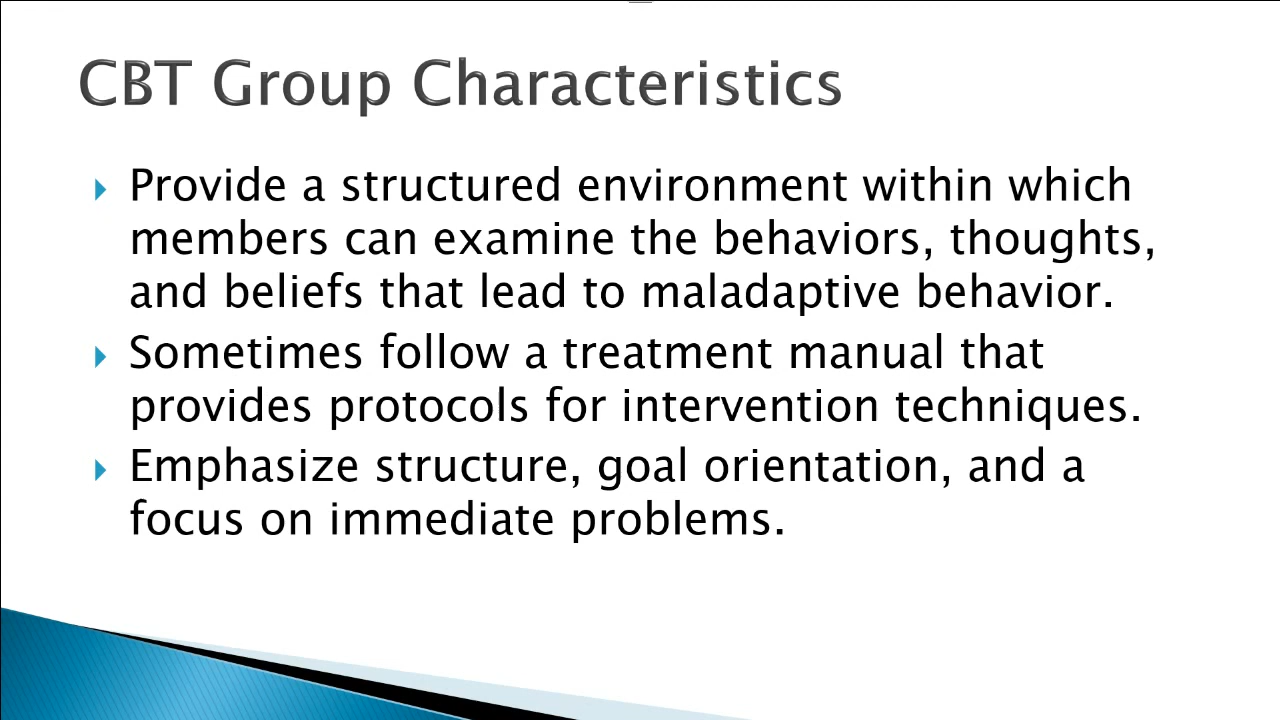 CBT Group Characteristics
Provide a structured environment within which
members can examine the behaviors, thoughts,
and beliefs that lead to maladaptive behavior.
Sometimes follow a treatment manual that
provides protocols for intervention techniques.
Emphasize structure, goal orientation, and a
focus on immediate problems.